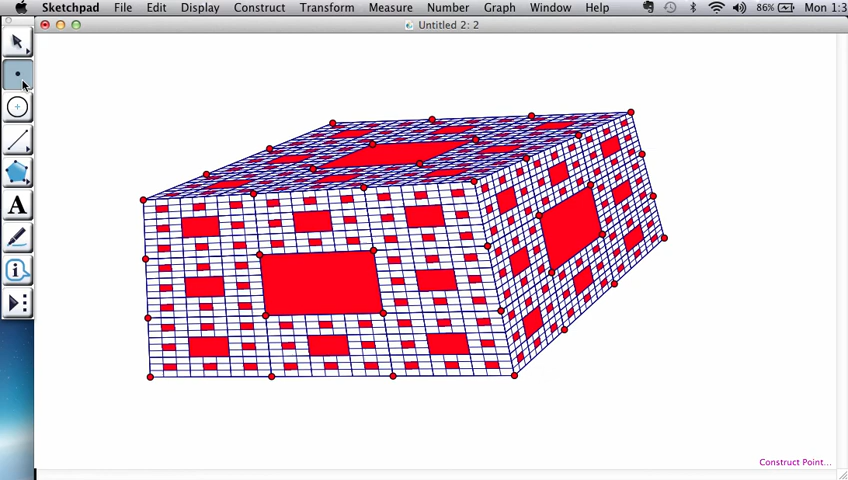 Sketchpad File Edit Display Construct Transform Measure Number Graph Window Help 86% Mon 1:3
Untitled 2: 2
A
Construct Point...